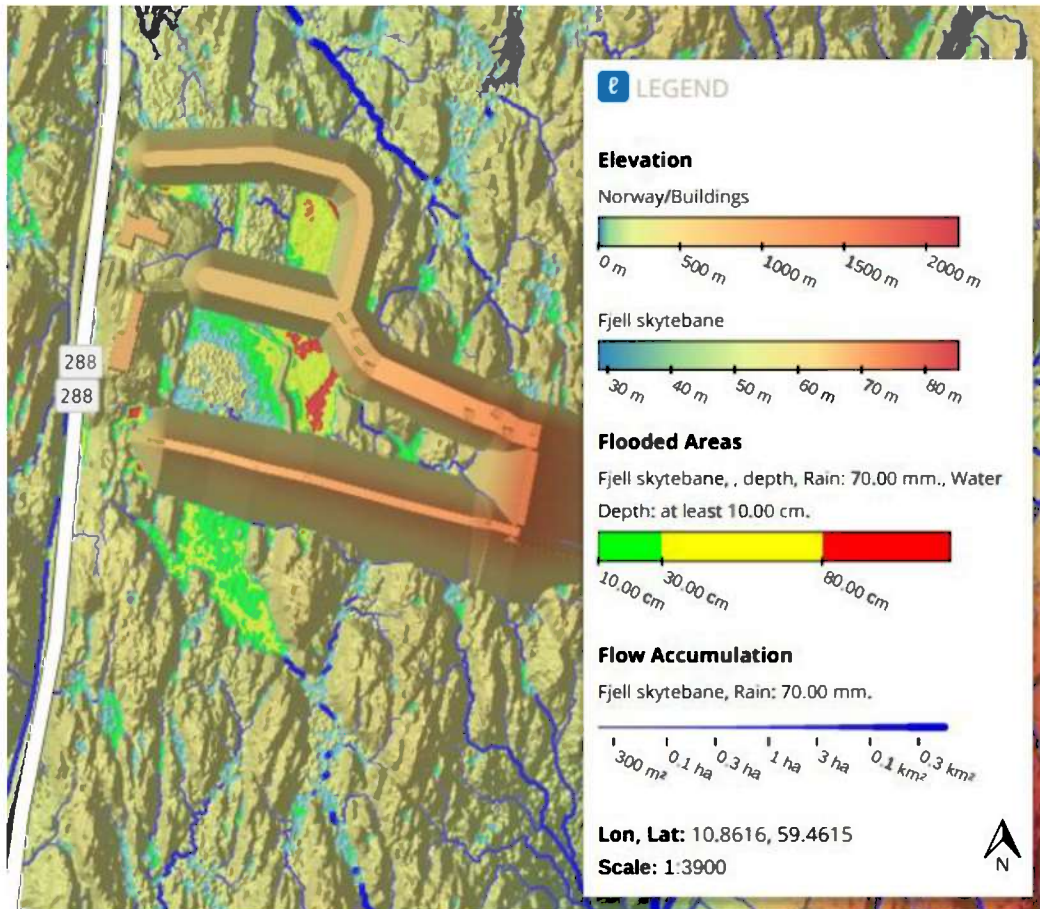 288
288
LEGEND
Elevation
Norway/Buildings
0 m 500 m 1000 m 1500 m 2000 m
Fjell skytebane
30 m 40 m 50 m 60 m 70 m 80 m
Flooded Areas
Fjell skytebane, , depth, Rain: 70.00 mm., Water
Depth: at least 10.00 cm.
10.00 cm 30.00 cm 80.00 cm
Flow Accumulation
Fjell skytebane, Rain: 70.00 mm.
300 m² 0.1 ha 0.3 ha 1 ha 3 ha 0.1 km² 0.3 km²
Lon, Lat: 10.8616, 59.4615
Scale: 1:3900
N